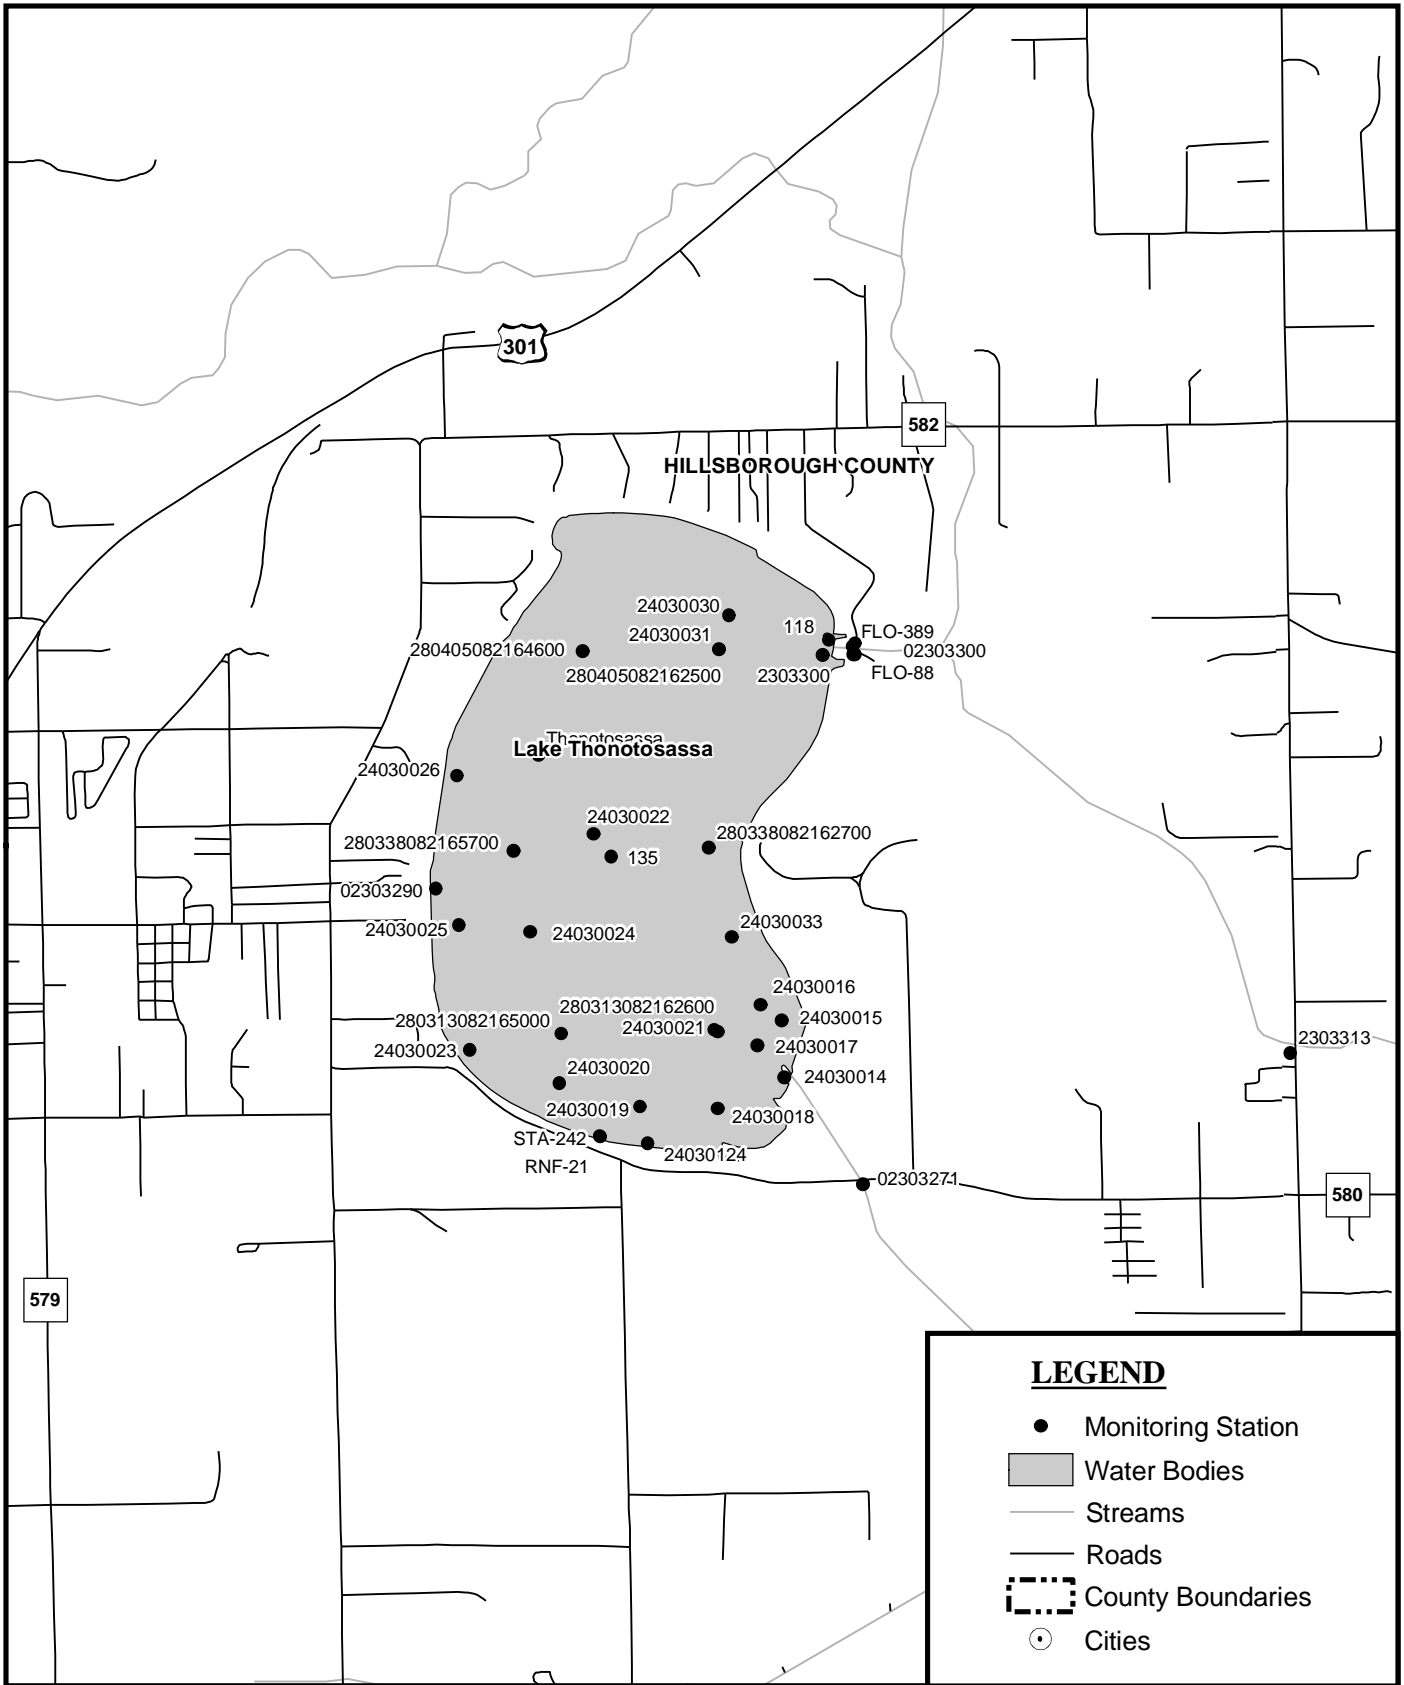 301
582
HILLSBOROUGH COUNTY
24030030
118
FLO-389
24030031
280405082164600
02303300
280405082162500
2303300
FLO-88
Thonotosassa
Lake Thonotosassa
24030026
24030022
280338082162700
280338082165700
135
02303290
24030033
24030025
24030024
24030016
280313082162600
280313082165000
24030015
24030021
2303313
24030023
24030017
24030020
24030014
24030019
24030018
STA-242
24030124
RNF-21
02303271
580
579
LEGEND
Monitoring Station
Water Bodies
Streams
Roads
County Boundaries
Cities